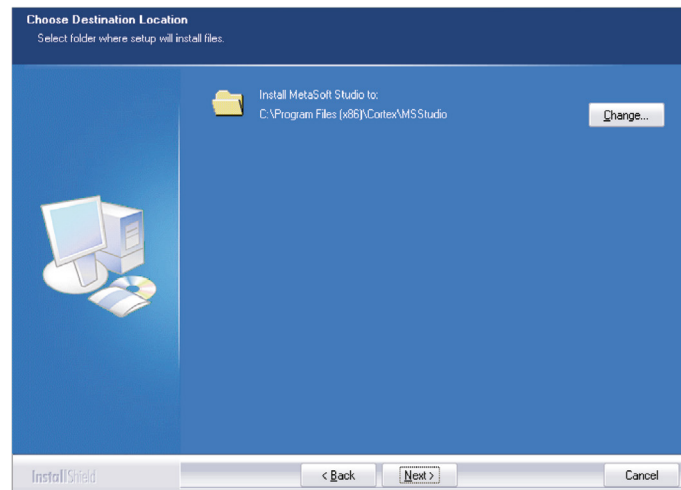 Choose Destination Location
Select folder where setup will install files.
Install MetaSoft Studio to:
C:\Program Files (x86)\Cortex\MSStudio
Change...
InstallShield
< Back
Next >
Cancel